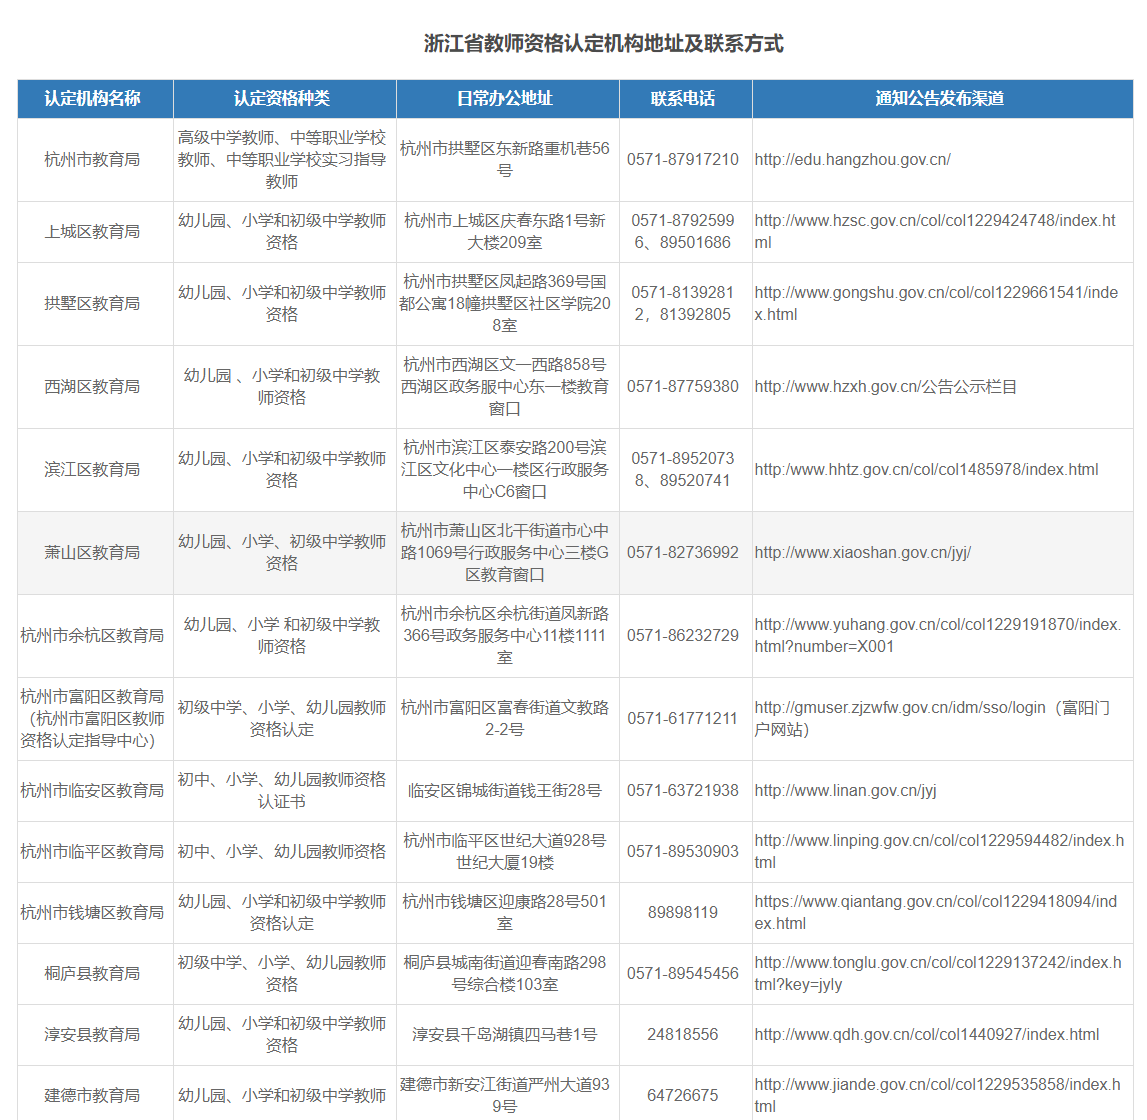 浙江省教师资格认定机构地址及联系方式
认定机构名称 认定资格种类 日常办公地址 联系电话 通知公告发布渠道
杭州市教育局
高级中学教师、中等职业学校
教师、中等职业学校实习指导
教师
杭州市拱墅区东新路重机巷56
号
0571-87917210
http://edu.hangzhou.gov.cn/
上城区教育局
幼儿园、小学和初级中学教师
资格
杭州市上城区庆春东路1号新
大楼209室
0571-8792599
6、89501686
http://www.hzsc.gov.cn/col/col1229424748/index.ht
ml
拱墅区教育局
幼儿园、小学和初级中学教师
资格
杭州市拱墅区凤起路369号国
都公寓18幢拱墅区社区学院20
8室
0571-8139281
2，81392805
http://www.gongshu.gov.cn/col/col1229661541/inde
x.html
西湖区教育局
幼儿园 、小学和初级中学教
师资格
杭州市西湖区文一西路858号
西湖区政务服中心东一楼教育
窗口
0571-87759380
http://www.hzxh.gov.cn/公告公示栏目
滨江区教育局
幼儿园、小学和初级中学教师
资格
杭州市滨江区泰安路200号滨
江区文化中心一楼区行政服务
中心C6窗口
0571-8952073
8、89520741
http:/www.hhtz.gov.cn/col/col1485978/index.html
萧山区教育局
幼儿园、小学、初级中学教师
资格
杭州市萧山区北干街道市心中
路1069号行政服务中心三楼G
区教育窗口
0571-82736992
http://www.xiaoshan.gov.cn/jyj/
杭州市余杭区教育局
幼儿园、小学 和初级中学教
师资格
杭州市余杭区余杭街道凤新路
366号政务服务中心11楼1111
室
0571-86232729
http://www.yuhang.gov.cn/col/col1229191870/index.
html?number=X001
杭州市富阳区教育局
（杭州市富阳区教师
资格认定指导中心）
初级中学、小学、幼儿园教师
资格认定
杭州市富阳区富春街道文教路
2-2号
0571-61771211
http://gmuser.zjzwfw.gov.cn/idm/sso/login（富阳门
户网站）
杭州市临安区教育局
初中、小学、幼儿园教师资格
认证书
临安区锦城街道钱王街28号
0571-63721938
http://www.linan.gov.cn/jyj
杭州市临平区教育局
初中、小学、幼儿园教师资格
杭州市临平区世纪大道928号
世纪大厦19楼
0571-89530903
http://www.linping.gov.cn/col/col1229594482/index.h
tml
杭州市钱塘区教育局
幼儿园、小学和初级中学教师
资格认定
杭州市钱塘区迎康路28号501
室
89898119
https://www.qiantang.gov.cn/col/col1229418094/ind
ex.html
桐庐县教育局
初级中学、小学、幼儿园教师
资格
桐庐县城南街道迎春南路298
号综合楼103室
0571-89545456
http://www.tonglu.gov.cn/col/col1229137242/index.h
tml?key=jyly
淳安县教育局
幼儿园、小学和初级中学教师
资格
淳安县千岛湖镇四马巷1号
24818556
http://www.qdh.gov.cn/col/col1440927/index.html
建德市教育局
幼儿园、小学和初级中学教师
建德市新安江街道严州大道93
9号
64726675
http://www.jiande.gov.cn/col/col1229535858/index.h
tml